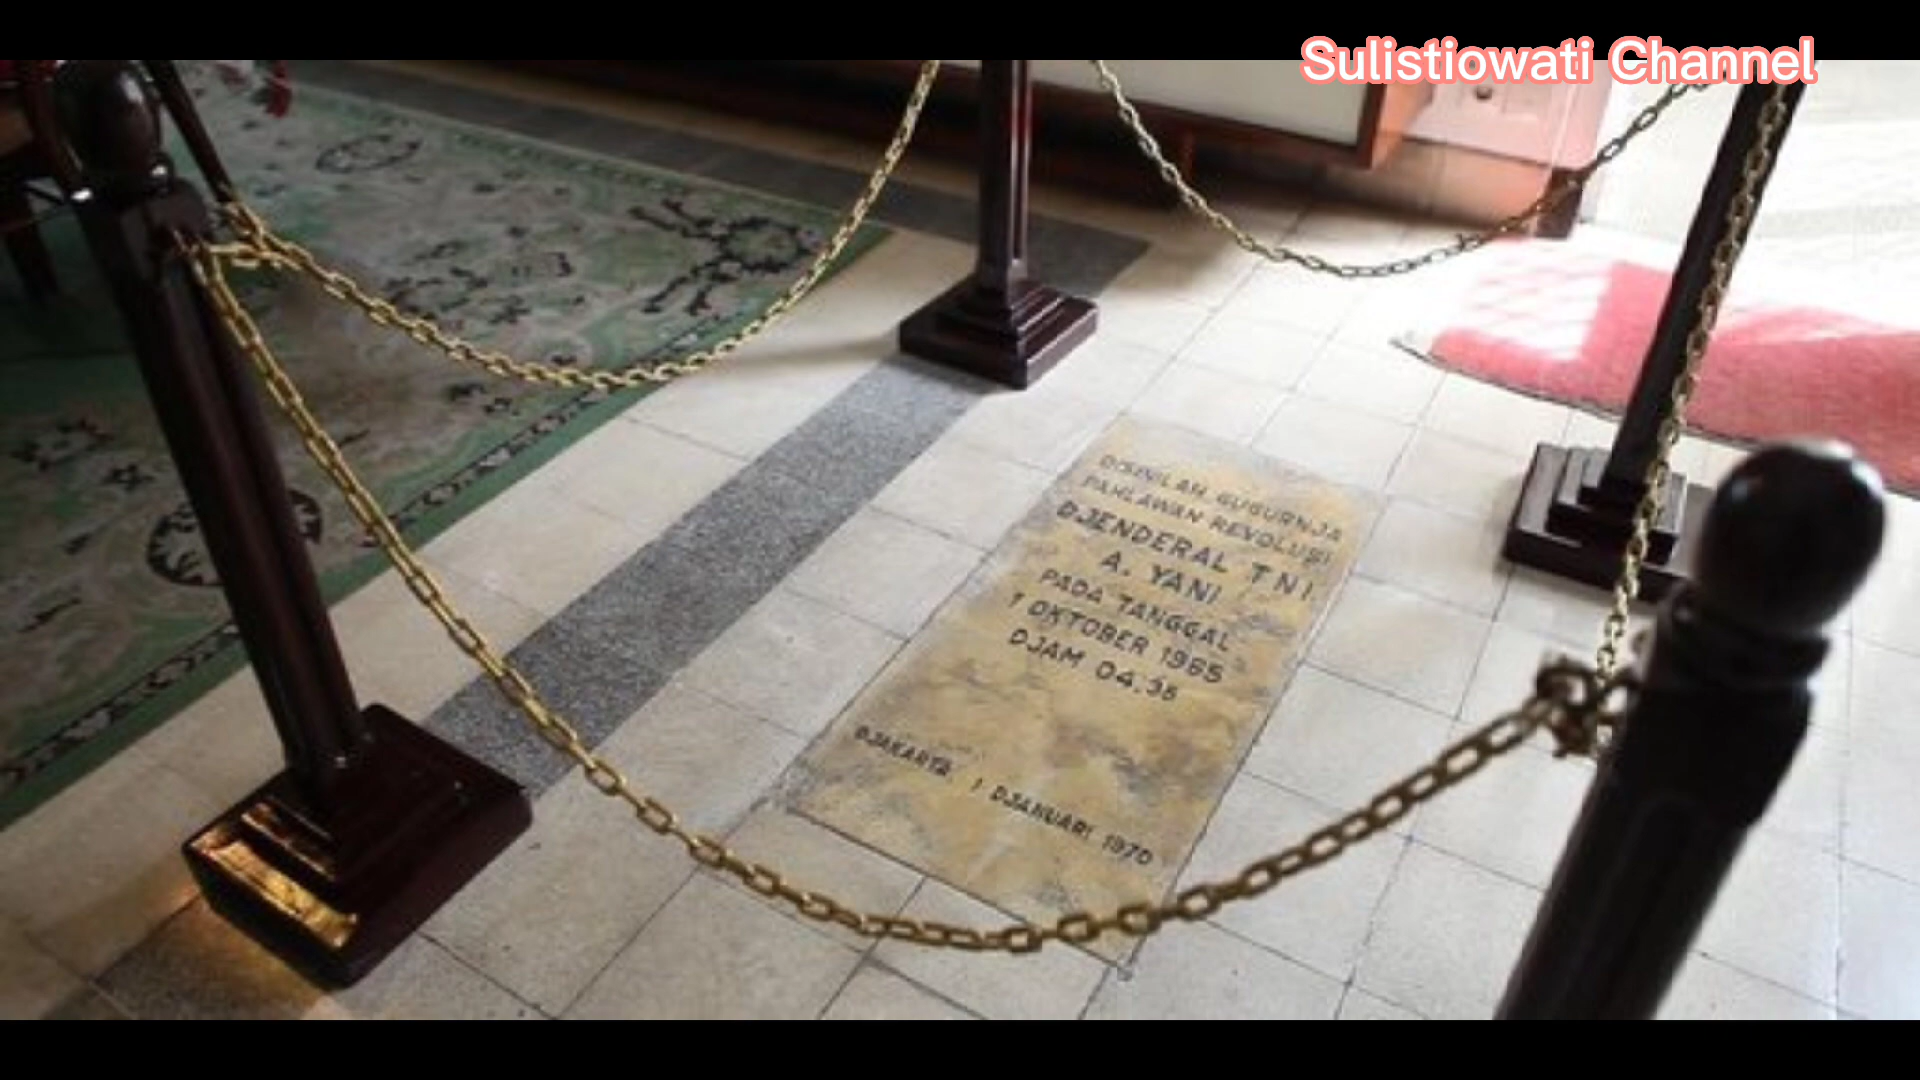 Sulistiowati Channel
DISINILAH GUGURNJA
PAHLAWAN REVOLUSI
DJENDERAL TNI
A. YANI
PADA TANGGAL
1 OKTOBER 1965
DJAM 04.35
DJAKARTA 1 DJANUARI 1970